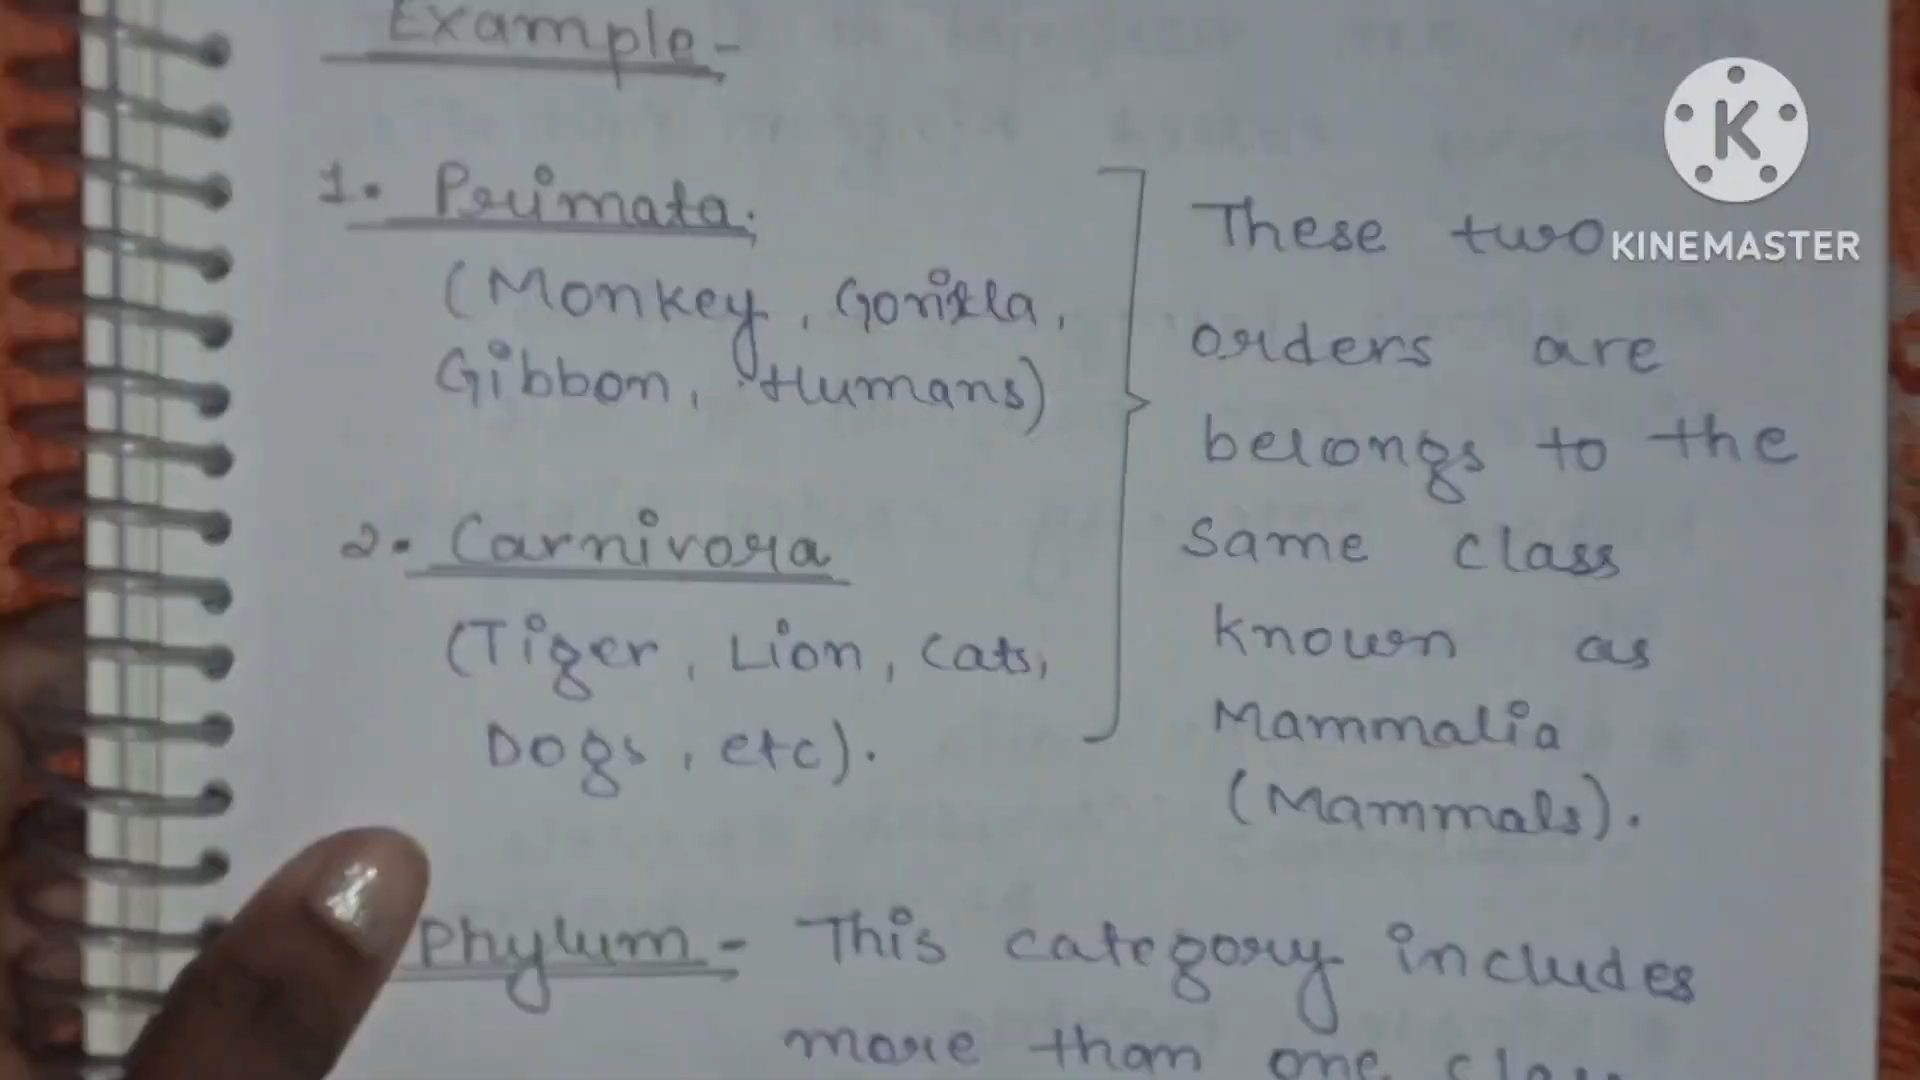 Example-
1. Primata.
(Monkey, Gorilla,
Gibbon, Humans)
2. Carnivora
(Tiger, Lion, Cats,
Dogs, etc).
These two
orders are
belongs to the
same class
known as
Mammalia
(Mammals).
Phylum - This category includes
more than one
K
KINEMASTER